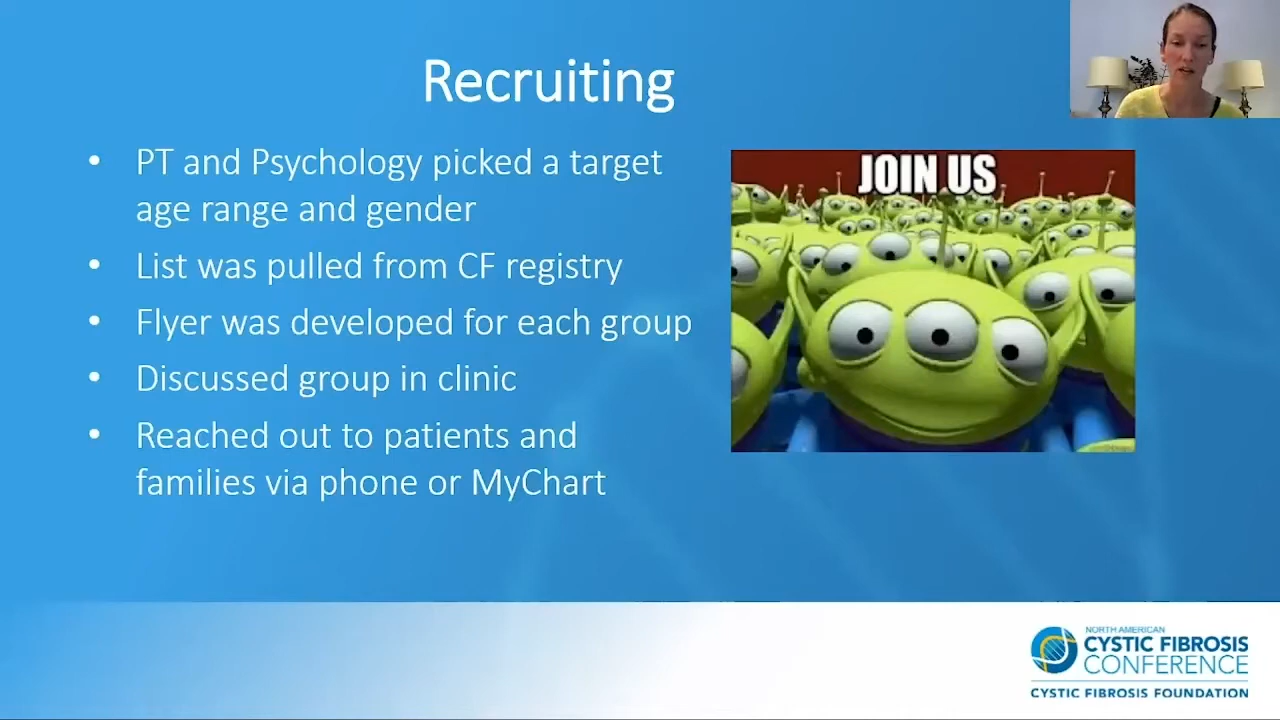 Recruiting
• PT and Psychology picked a target
age range and gender
• List was pulled from CF registry
• Flyer was developed for each group
• Discussed group in clinic
• Reached out to patients and
families via phone or MyChart
JOIN US
NORTH AMERICAN
CYSTIC FIBROSIS
CONFERENCE
CYSTIC FIBROSIS FOUNDATION